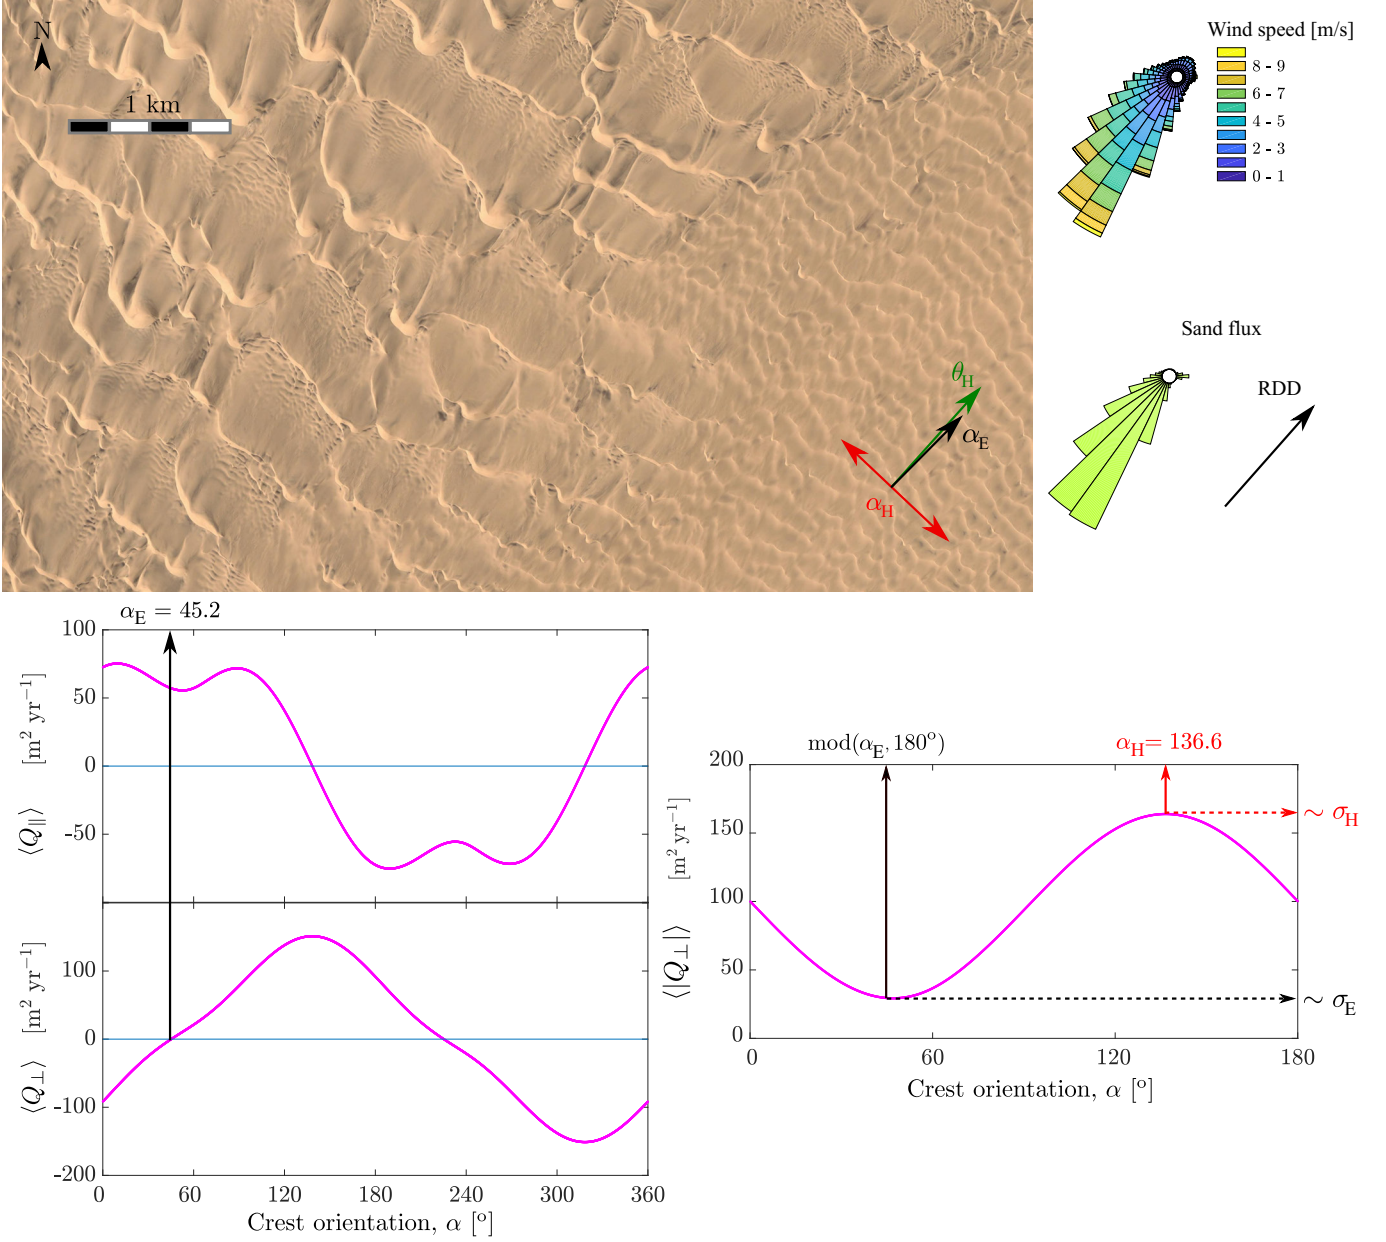 N
1 km
θH
αE
αH
Wind speed [m/s]
8 - 9
6 - 7
4 - 5
2 - 3
0 - 1
Sand flux
RDD
αE = 45.2
100
50
0
-50
⟨Q∥⟩ [m² yr⁻¹]
100
0
-100
-200
⟨Q⊥⟩ [m² yr⁻¹]
0 60 120 180 240 300 360
Crest orientation, α [°]
mod(αE, 180°)
αH= 136.6
200
150
100
50
0
⟨|Q⊥|⟩ [m² yr⁻¹]
∼ σH
∼ σE
0 60 120 180
Crest orientation, α [°]